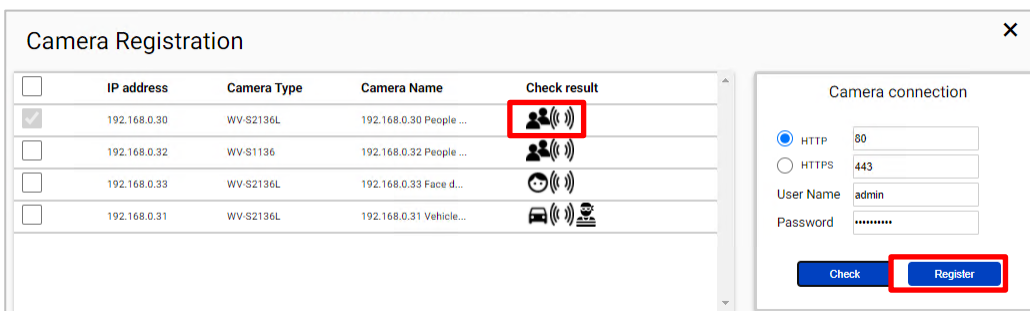 Camera Registration
IP address Camera Type Camera Name Check result
192.168.0.30 WV-S2136L 192.168.0.30 People ...
192.168.0.32 WV-S1136 192.168.0.32 People ...
192.168.0.33 WV-S2136L 192.168.0.33 Face d...
192.168.0.31 WV-S2136L 192.168.0.31 Vehicle...
Camera connection
HTTP 80
HTTPS 443
User Name admin
Password ••••••••••
Check Register